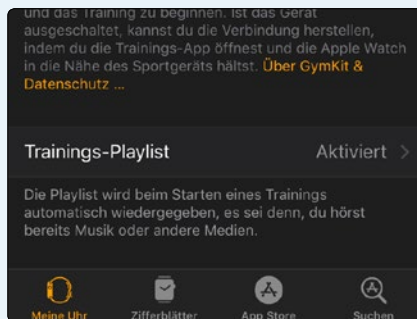 und das Training zu beginnen. Ist das Gerät
ausgeschaltet, kannst du die Verbindung herstellen,
indem du die Trainings-App öffnest und die Apple Watch
in die Nähe des Sportgeräts hältst. Über GymKit &
Datenschutz ...
Trainings-Playlist Aktiviert >
Die Playlist wird beim Starten eines Trainings
automatisch wiedergegeben, es sei denn, du hörst
bereits Musik oder andere Medien.
Meine Uhr Zifferblätter App Store Suchen